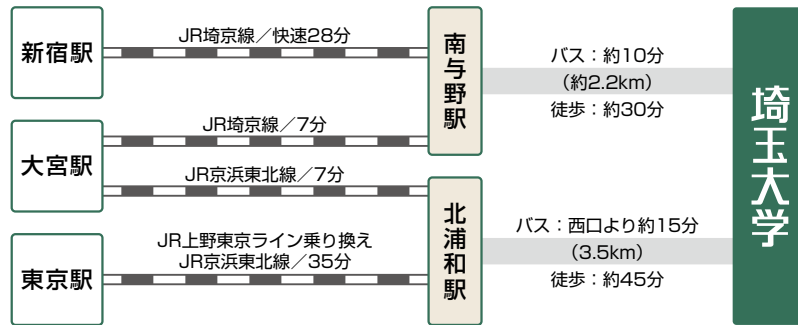 新宿駅
JR埼京線／快速28分
南与野駅
バス：約10分
（約2.2km）
徒歩：約30分
大宮駅
JR埼京線／7分
JR京浜東北線／7分
北浦和駅
バス：西口より約15分
（3.5km）
徒歩：約45分
東京駅
JR上野東京ライン乗り換え
JR京浜東北線／35分
埼玉大学